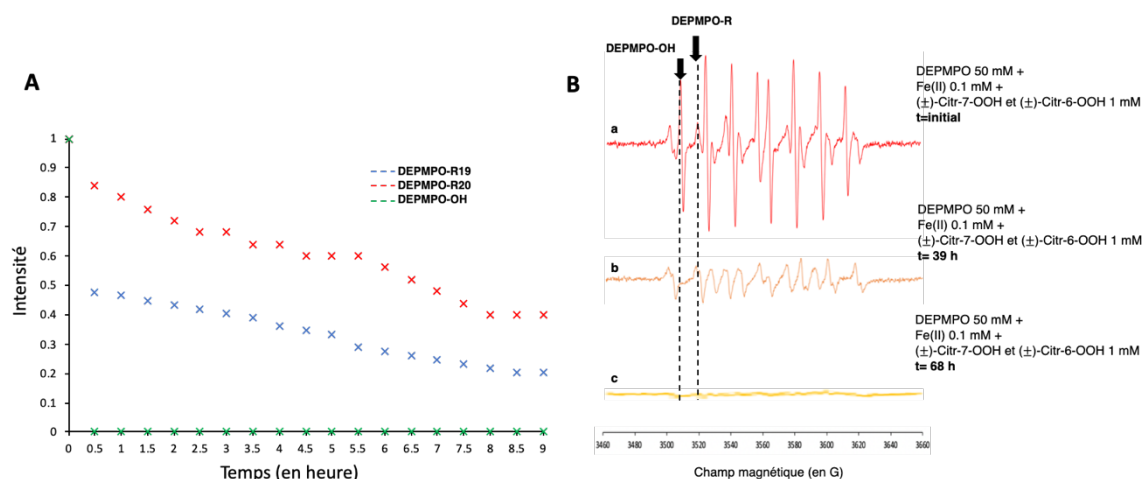 A
Intensité
1
0.9
0.8
0.7
0.6
0.5
0.4
0.3
0.2
0.1
0
DEPMPO-R19
DEPMPO-R20
DEPMPO-OH
0 0.5 1 1.5 2 2.5 3 3.5 4 4.5 5 5.5 6 6.5 7 7.5 8 8.5 9
Temps (en heure)
B
DEPMPO-R
DEPMPO-OH
a
DEPMPO 50 mM +
Fe(II) 0.1 mM +
(±)-Citr-7-OOH et (±)-Citr-6-OOH 1 mM
t=initial
b
DEPMPO 50 mM +
Fe(II) 0.1 mM +
(±)-Citr-7-OOH et (±)-Citr-6-OOH 1 mM
t= 39 h
c
DEPMPO 50 mM +
Fe(II) 0.1 mM +
(±)-Citr-7-OOH et (±)-Citr-6-OOH 1 mM
t= 68 h
3460 3480 3500 3520 3540 3560 3580 3600 3620 3640 3660
Champ magnétique (en G)